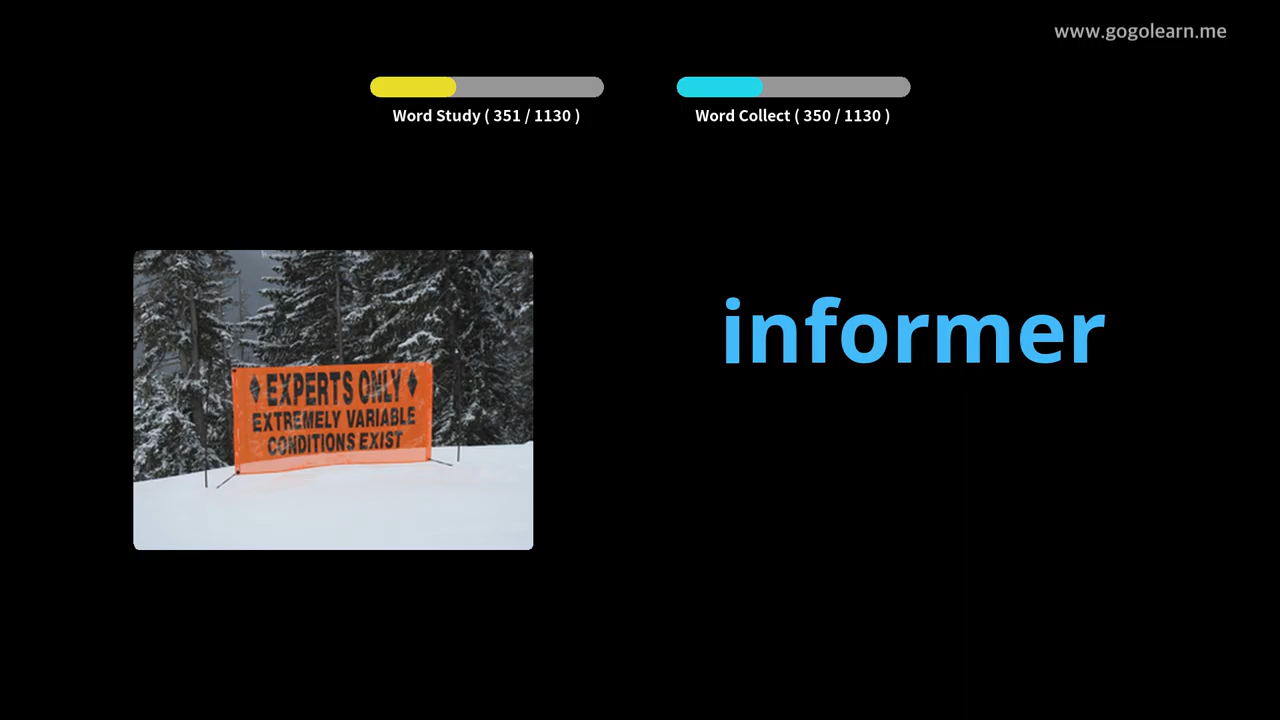 www.gogolearn.me
Word Study ( 351 / 1130 )
Word Collect ( 350 / 1130 )
EXPERTS ONLY
EXTREMELY VARIABLE
CONDITIONS EXIST
informer